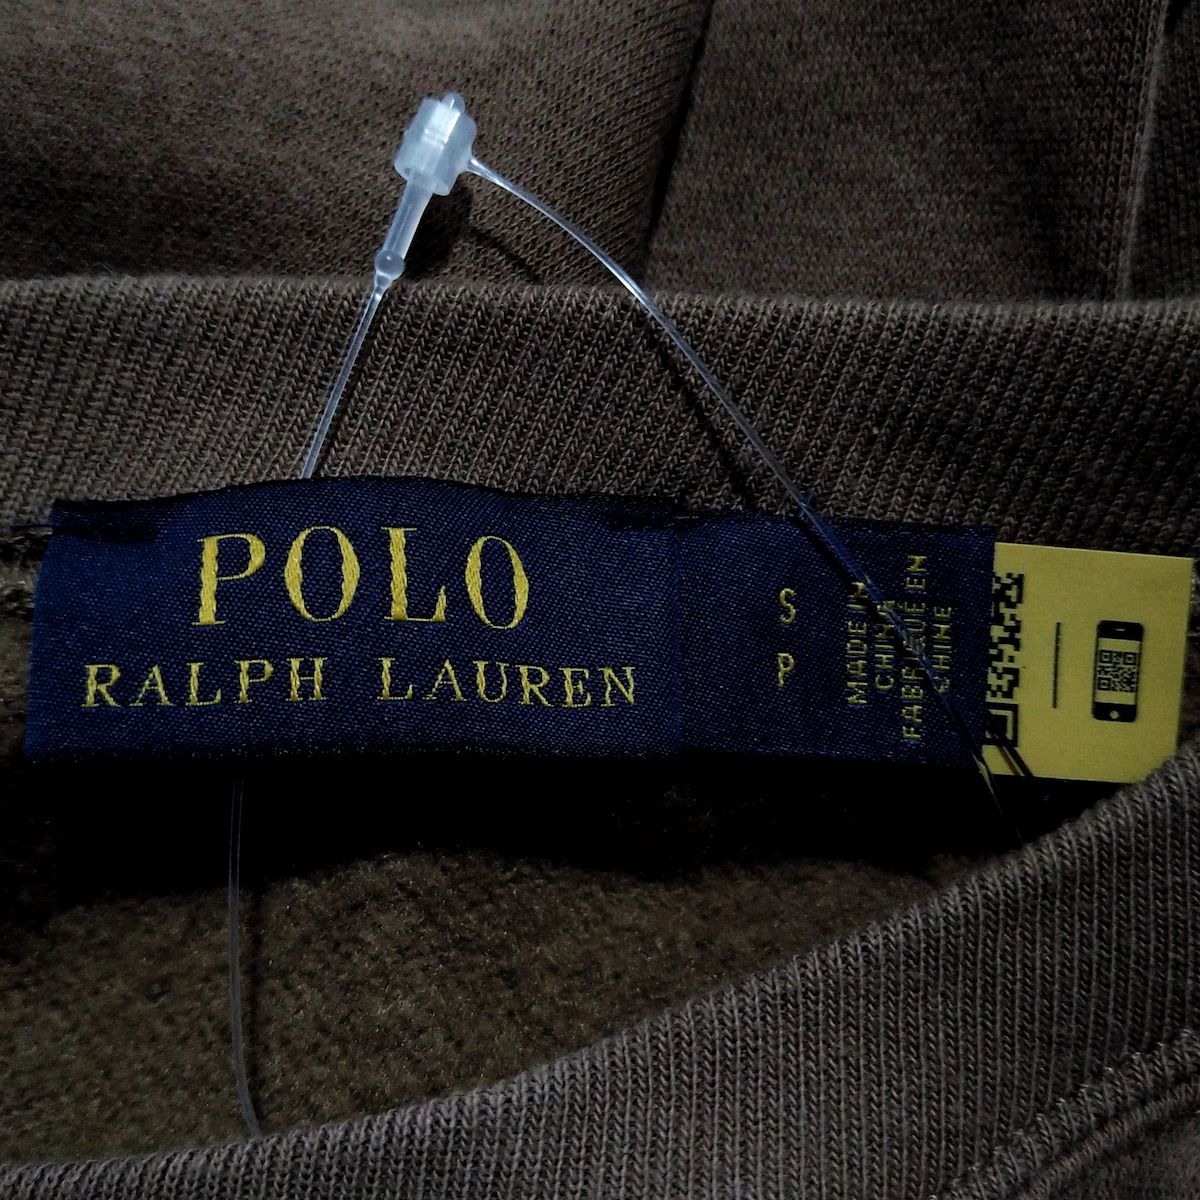 POLO
RALPH LAUREN
S
P
MADE IN
CHINA
FABRIQUÉ EN
CHINE